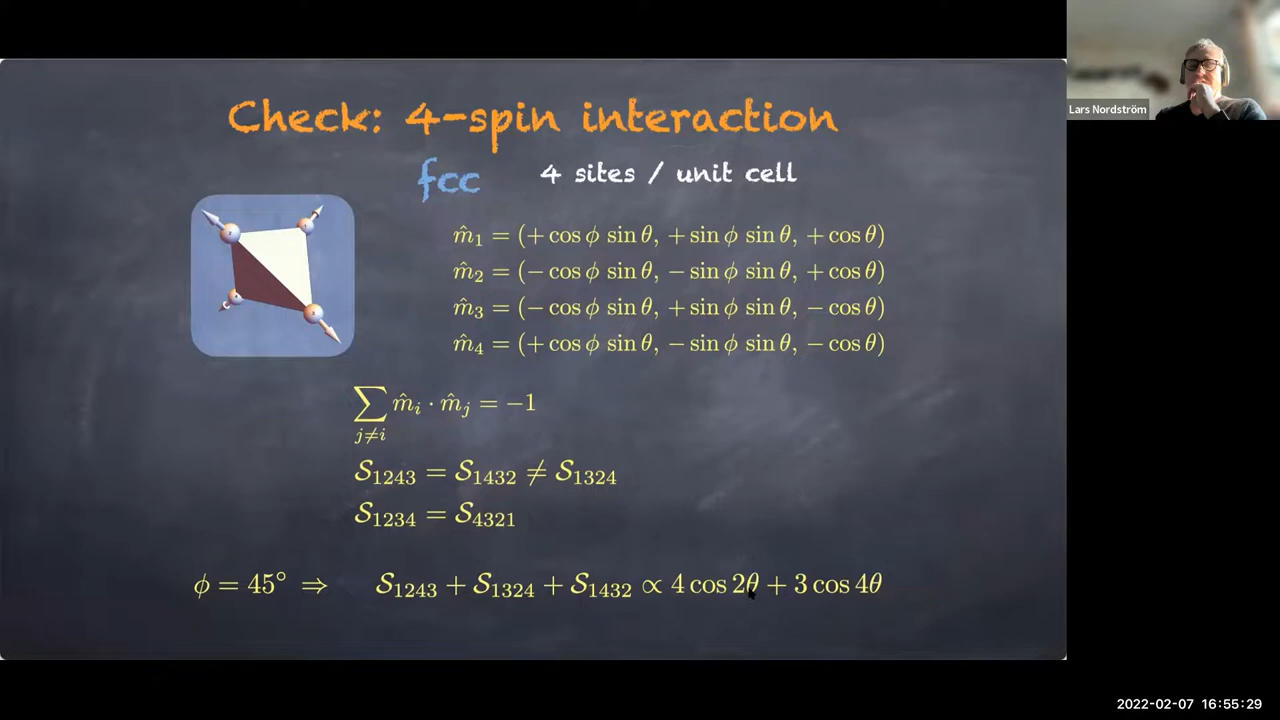 Check: 4-spin interaction
fcc 4 sites / unit cell
m̂₁ = (+ cos ϕ sin θ, + sin ϕ sin θ, + cos θ)
m̂₂ = (− cos ϕ sin θ, − sin ϕ sin θ, + cos θ)
m̂₃ = (− cos ϕ sin θ, + sin ϕ sin θ, − cos θ)
m̂₄ = (+ cos ϕ sin θ, − sin ϕ sin θ, − cos θ)
∑_{j≠i} m̂ᵢ · m̂ⱼ = −1
𝒮₁₂₄₃ = 𝒮₁₄₃₂ ≠ 𝒮₁₃₂₄
𝒮₁₂₃₄ = 𝒮₄₃₂₁
ϕ = 45° ⇒ 𝒮₁₂₄₃ + 𝒮₁₃₂₄ + 𝒮₁₄₃₂ ∝ 4 cos 2θ + 3 cos 4θ
Lars Nordström
2022-02-07 16:55:29